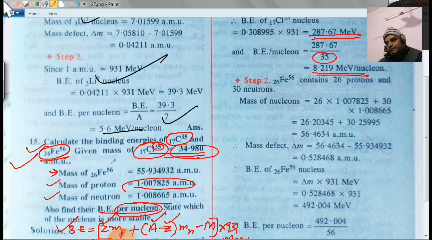 27.jpg
Mass of ₃Li⁷ nucleus = 7·01599 a.m.u.
Mass defect, Δm = 7·05810 – 7·01599
= 0·04211 a.m.u.
Step 2.
Since 1 a.m.u. = 931 MeV
∴ B.E. of ₃Li⁷ nucleus
= 0·04211 × 931 MeV = 39·3 MeV
and B.E./nucleon = B.E./A = 39·3/7
= 5·6 MeV/nucleon. Ans
15. Calculate the binding energies of ₁₇Cl³⁵
₂₆Fe⁵⁶ Given mass of ₁₇Cl³⁵ 34·980
a.m.u.
Mass of ₂₆Fe⁵⁶ = 55·934932 a.m.u.
Mass of proton = 1·007825 a.m.u.
Mass of neutron = 1·008665 a.m.u.
Also find their B.E. per nucleon. State which
of the nucleus is more stable.
Solution.
B·E = [Zmp + (A-Z) mn - M] × 931
∴ B.E. of ₁₇Cl³⁵ nucleus
= 0·308995 × 931 = 287·67 MeV
and B.E./nucleon = 287·67/35
= 8·219 MeV/nucleon
Step 2. ₂₆Fe⁵⁶ contains 26 protons and
30 neutrons.
Mass of nucleons = 26 × 1·007825 + 30
× 1·008665
= 26·20345 + 30·25995
= 56·4634 a.m.u.
∴ Mass defect, Δm = 56·4634 – 55·934932
= 0·528468 a.m.u.
B.E. of ₂₆Fe⁵⁶ nucleus
= Δm × 931 MeV
= 0·528468 × 931
= 492·004 MeV
B.E./nucleon = 492·004/56